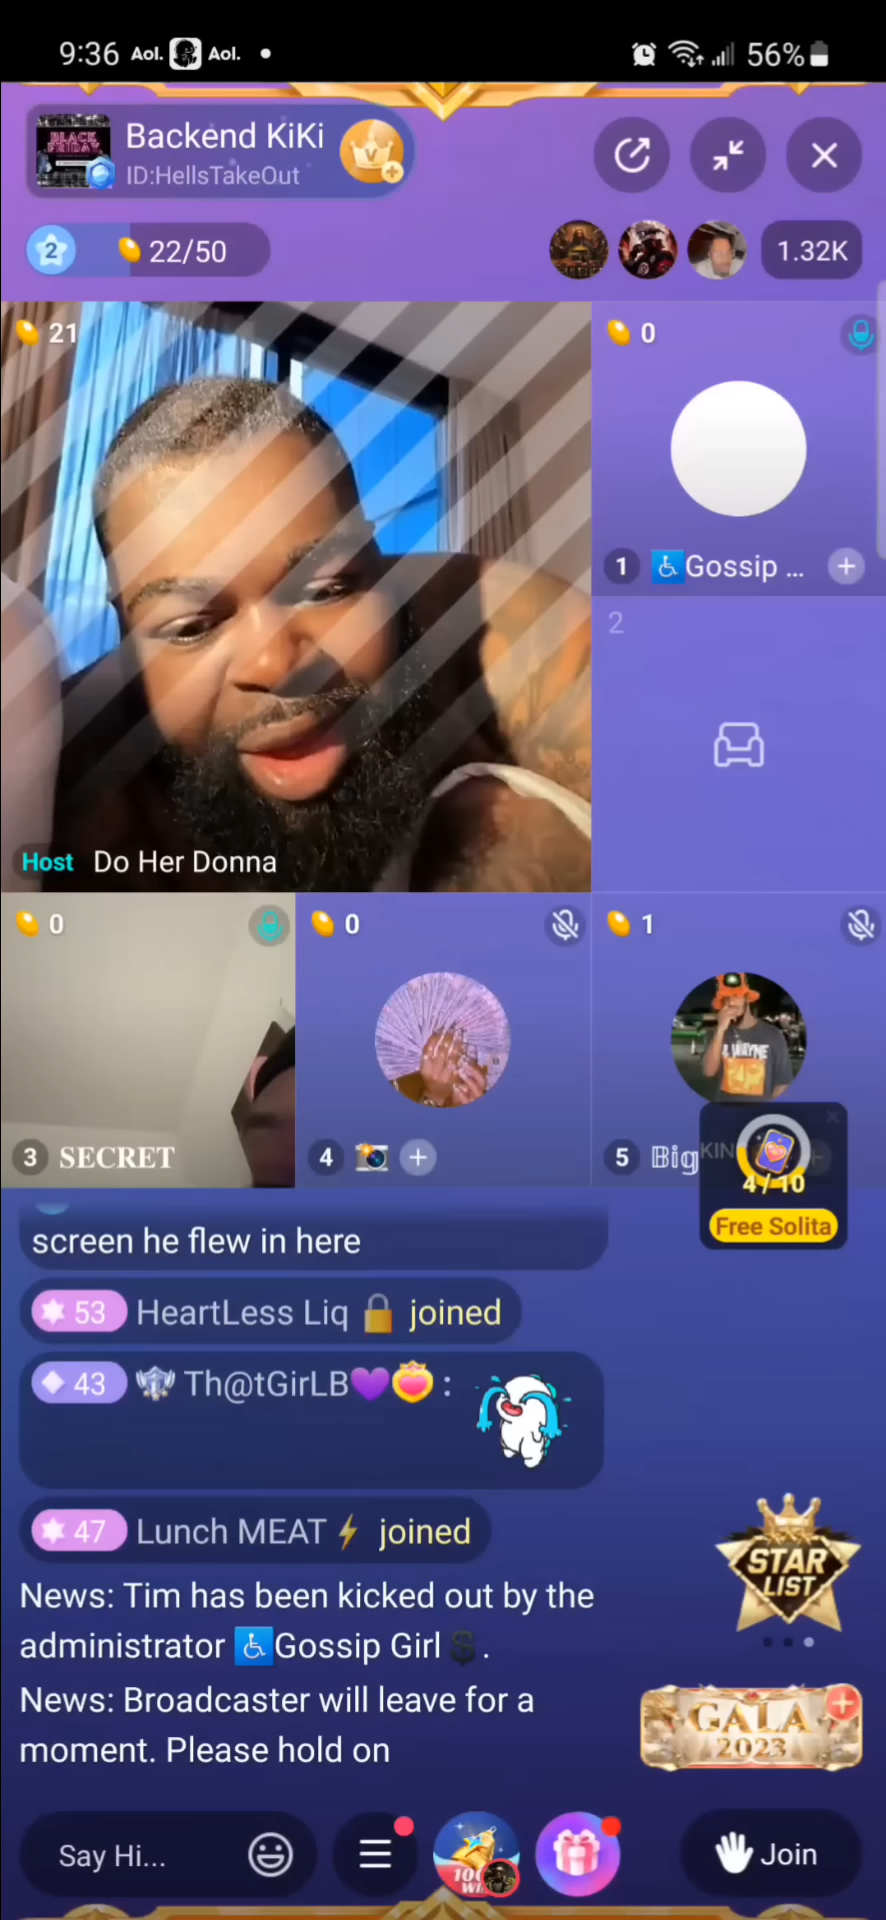 9:36 Aol. Aol. 56%
BLACK
FRIDAY
Backend KiKi
ID:HellsTakeOut
2 22/50
1.32K
21
0
1 ♿Gossip ...
2
Host Do Her Donna
0
0
1
WAYNE
3 SECRET
4
5 Big KIN
4/10
Free Solita
screen he flew in here
53 HeartLess Liq 🔒 joined
43 Th@tGirLB💜 :
47 Lunch MEAT⚡ joined
STAR
LIST
News: Tim has been kicked out by the
administrator ♿Gossip Girl 💲.
News: Broadcaster will leave for a
moment. Please hold on
GALA
2023
Say Hi...
Join